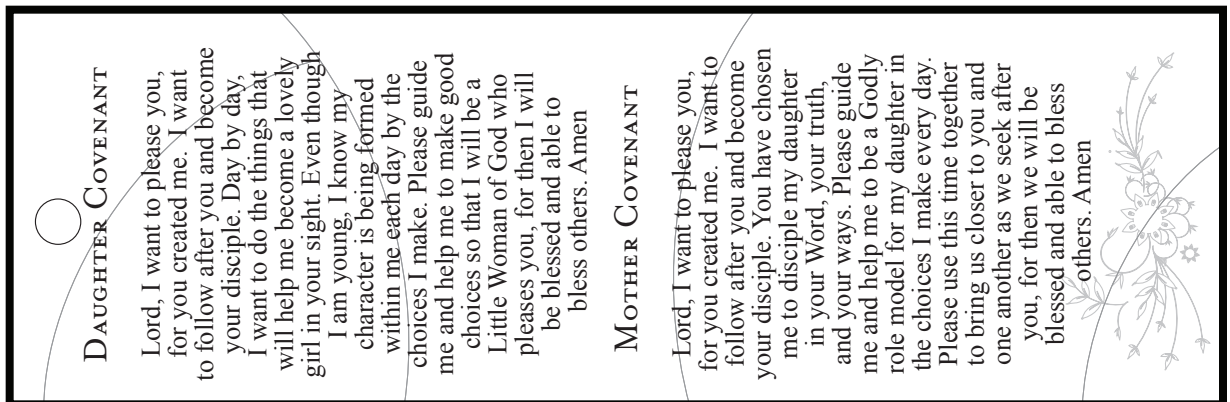 Daughter Covenant
Lord, I want to please you,
for you created me. I want
to follow after you and become
your disciple. Day by day,
I want to do the things that
will help me become a lovely
girl in your sight. Even though
I am young, I know my
character is being formed
within me each day by the
choices I make. Please guide
me and help me to make good
choices so that I will be a
Little Woman of God who
pleases you, for then I will
be blessed and able to
bless others. Amen
Mother Covenant
Lord, I want to please you,
for you created me. I want to
follow after you and become
your disciple. You have chosen
me to disciple my daughter
in your Word, your truth,
and your ways. Please guide
me and help me to be a Godly
role model for my daughter in
the choices I make every day.
Please use this time together
to bring us closer to you and
one another as we seek after
you, for then we will be
blessed and able to bless
others. Amen